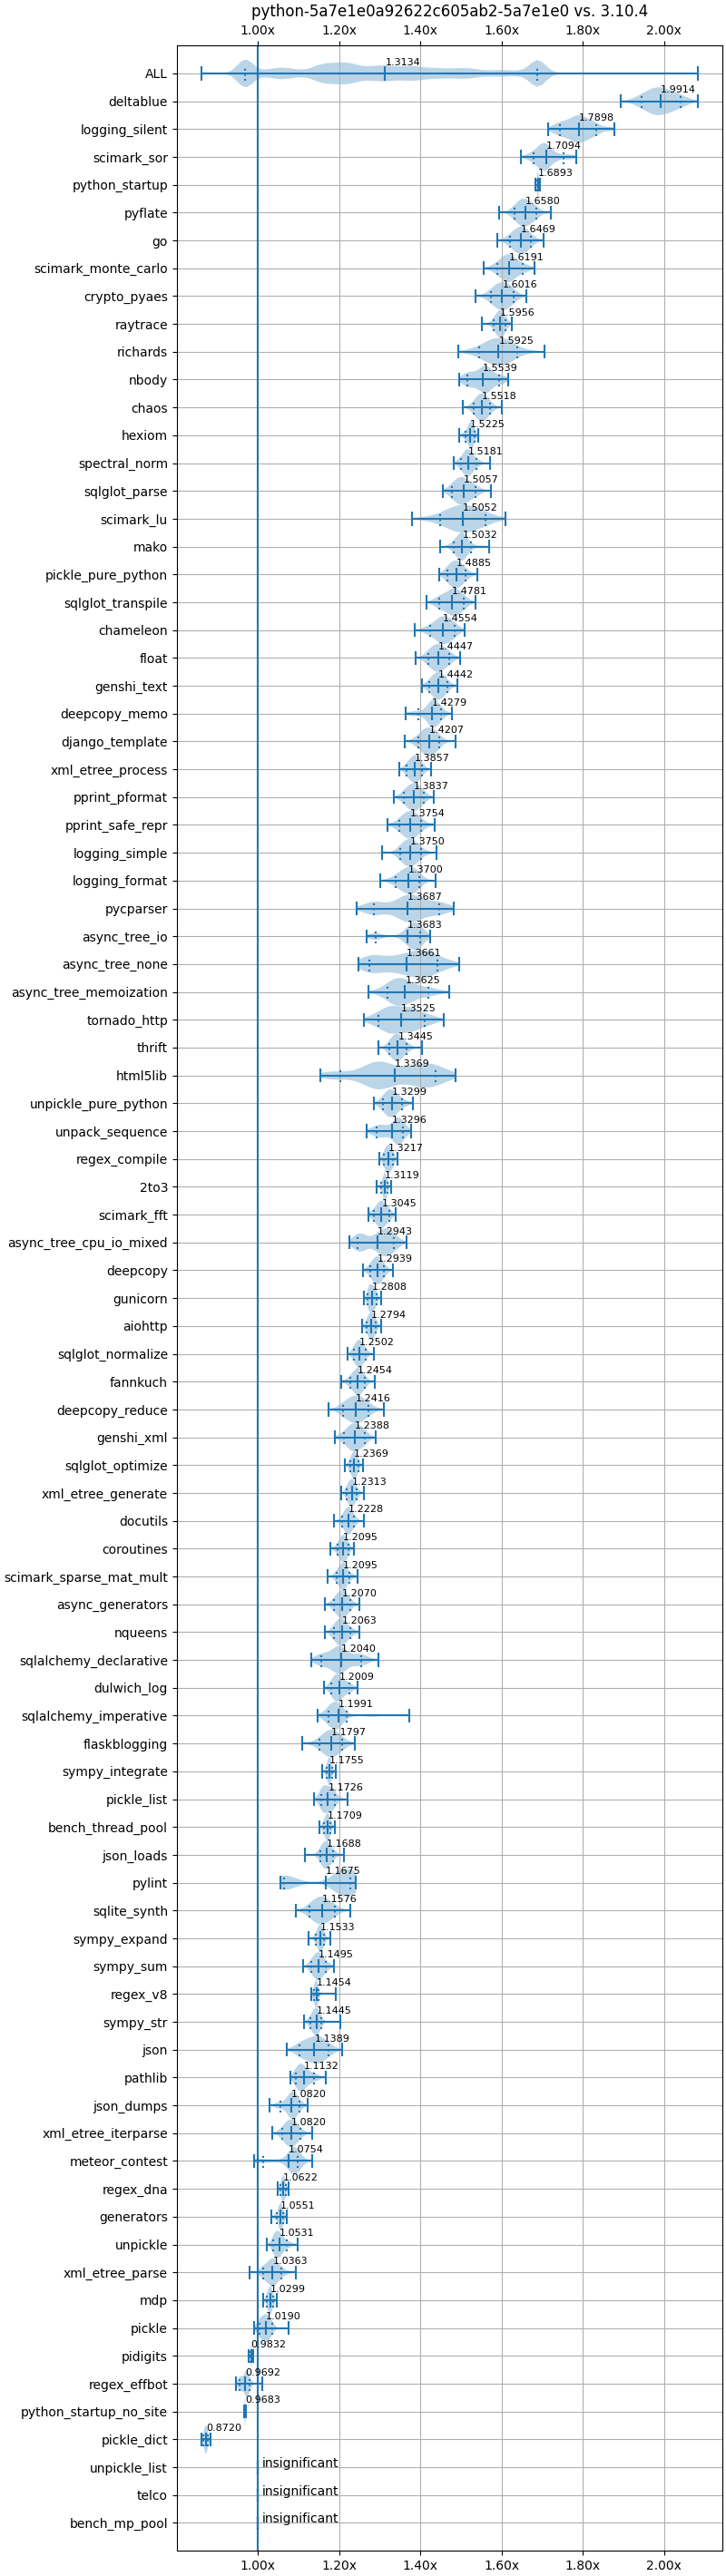 python-5a7e1e0a92622c605ab2-5a7e1e0 vs. 3.10.4
1.00x 1.20x 1.40x 1.60x 1.80x 2.00x
ALL 1.3134
deltablue 1.9914
logging_silent 1.7898
scimark_sor 1.7094
python_startup 1.6893
pyflate 1.6580
go 1.6469
scimark_monte_carlo 1.6191
crypto_pyaes 1.6016
raytrace 1.5956
richards 1.5925
nbody 1.5539
chaos 1.5518
hexiom 1.5225
spectral_norm 1.5181
sqlglot_parse 1.5057
scimark_lu 1.5052
mako 1.5032
pickle_pure_python 1.4885
sqlglot_transpile 1.4781
chameleon 1.4554
float 1.4447
genshi_text 1.4442
deepcopy_memo 1.4279
django_template 1.4207
xml_etree_process 1.3857
pprint_pformat 1.3837
pprint_safe_repr 1.3754
logging_simple 1.3750
logging_format 1.3700
pycparser 1.3687
async_tree_io 1.3683
async_tree_none 1.3661
async_tree_memoization 1.3625
tornado_http 1.3525
thrift 1.3445
html5lib 1.3369
unpickle_pure_python 1.3299
unpack_sequence 1.3296
regex_compile 1.3217
2to3 1.3119
scimark_fft 1.3045
async_tree_cpu_io_mixed 1.2943
deepcopy 1.2939
gunicorn 1.2808
aiohttp 1.2794
sqlglot_normalize 1.2502
fannkuch 1.2454
deepcopy_reduce 1.2416
genshi_xml 1.2388
sqlglot_optimize 1.2369
xml_etree_generate 1.2313
docutils 1.2228
coroutines 1.2095
scimark_sparse_mat_mult 1.2095
async_generators 1.2070
nqueens 1.2063
sqlalchemy_declarative 1.2040
dulwich_log 1.2009
sqlalchemy_imperative 1.1991
flaskblogging 1.1797
sympy_integrate 1.1755
pickle_list 1.1726
bench_thread_pool 1.1709
json_loads 1.1688
pylint 1.1675
sqlite_synth 1.1576
sympy_expand 1.1533
sympy_sum 1.1495
regex_v8 1.1454
sympy_str 1.1445
json 1.1389
pathlib 1.1132
json_dumps 1.0820
xml_etree_iterparse 1.0820
meteor_contest 1.0754
regex_dna 1.0622
generators 1.0551
unpickle 1.0531
xml_etree_parse 1.0363
mdp 1.0299
pickle 1.0190
pidigits 0.9832
regex_effbot 0.9692
python_startup_no_site 0.9683
pickle_dict 0.8720
unpickle_list insignificant
telco insignificant
bench_mp_pool insignificant
1.00x 1.20x 1.40x 1.60x 1.80x 2.00x